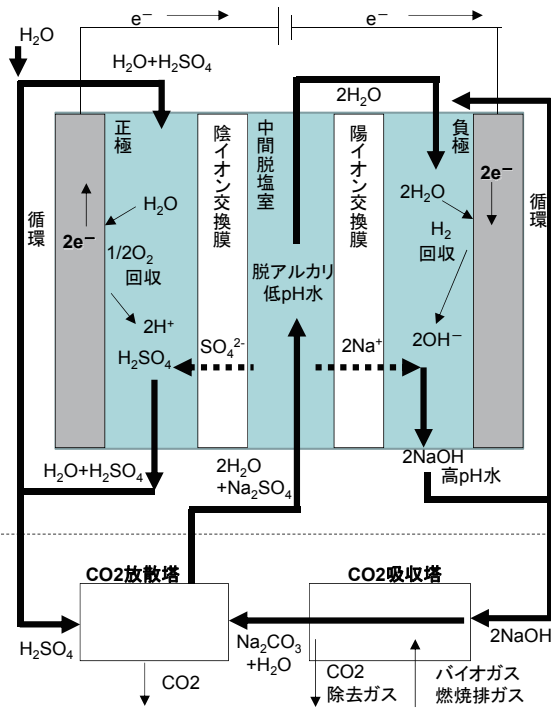 e⁻
e⁻
H₂O
H₂O+H₂SO₄
2H₂O
正極
陰イオン交換膜
中間脱塩室
陽イオン交換膜
負極
循環
2e⁻
H₂O
1/2O₂
回収
2H⁺
H₂SO₄
SO₄²⁻
脱アルカリ
低pH水
2Na⁺
2H₂O
H₂
回収
2OH⁻
2e⁻
循環
H₂O+H₂SO₄
2H₂O
+Na₂SO₄
2NaOH
高pH水
CO2放散塔
CO2吸収塔
H₂SO₄
Na₂CO₃
+H₂O
2NaOH
CO2
CO2
除去ガス
バイオガス
燃焼排ガス